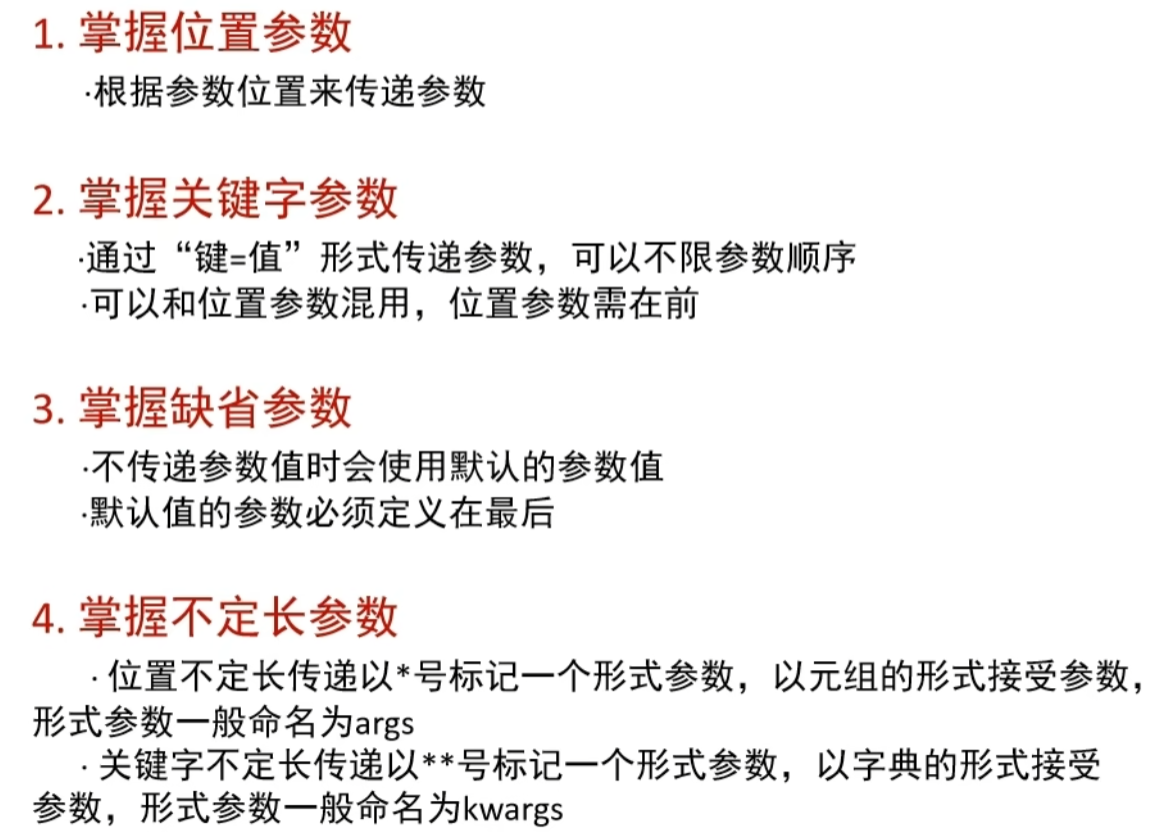 1. 掌握位置参数
·根据参数位置来传递参数
2. 掌握关键字参数
·通过“键=值”形式传递参数，可以不限参数顺序
·可以和位置参数混用，位置参数需在前
3. 掌握缺省参数
·不传递参数值时会使用默认的参数值
·默认值的参数必须定义在最后
4. 掌握不定长参数
· 位置不定长传递以*号标记一个形式参数，以元组的形式接受参数，
形式参数一般命名为args
· 关键字不定长传递以**号标记一个形式参数，以字典的形式接受
参数，形式参数一般命名为kwargs